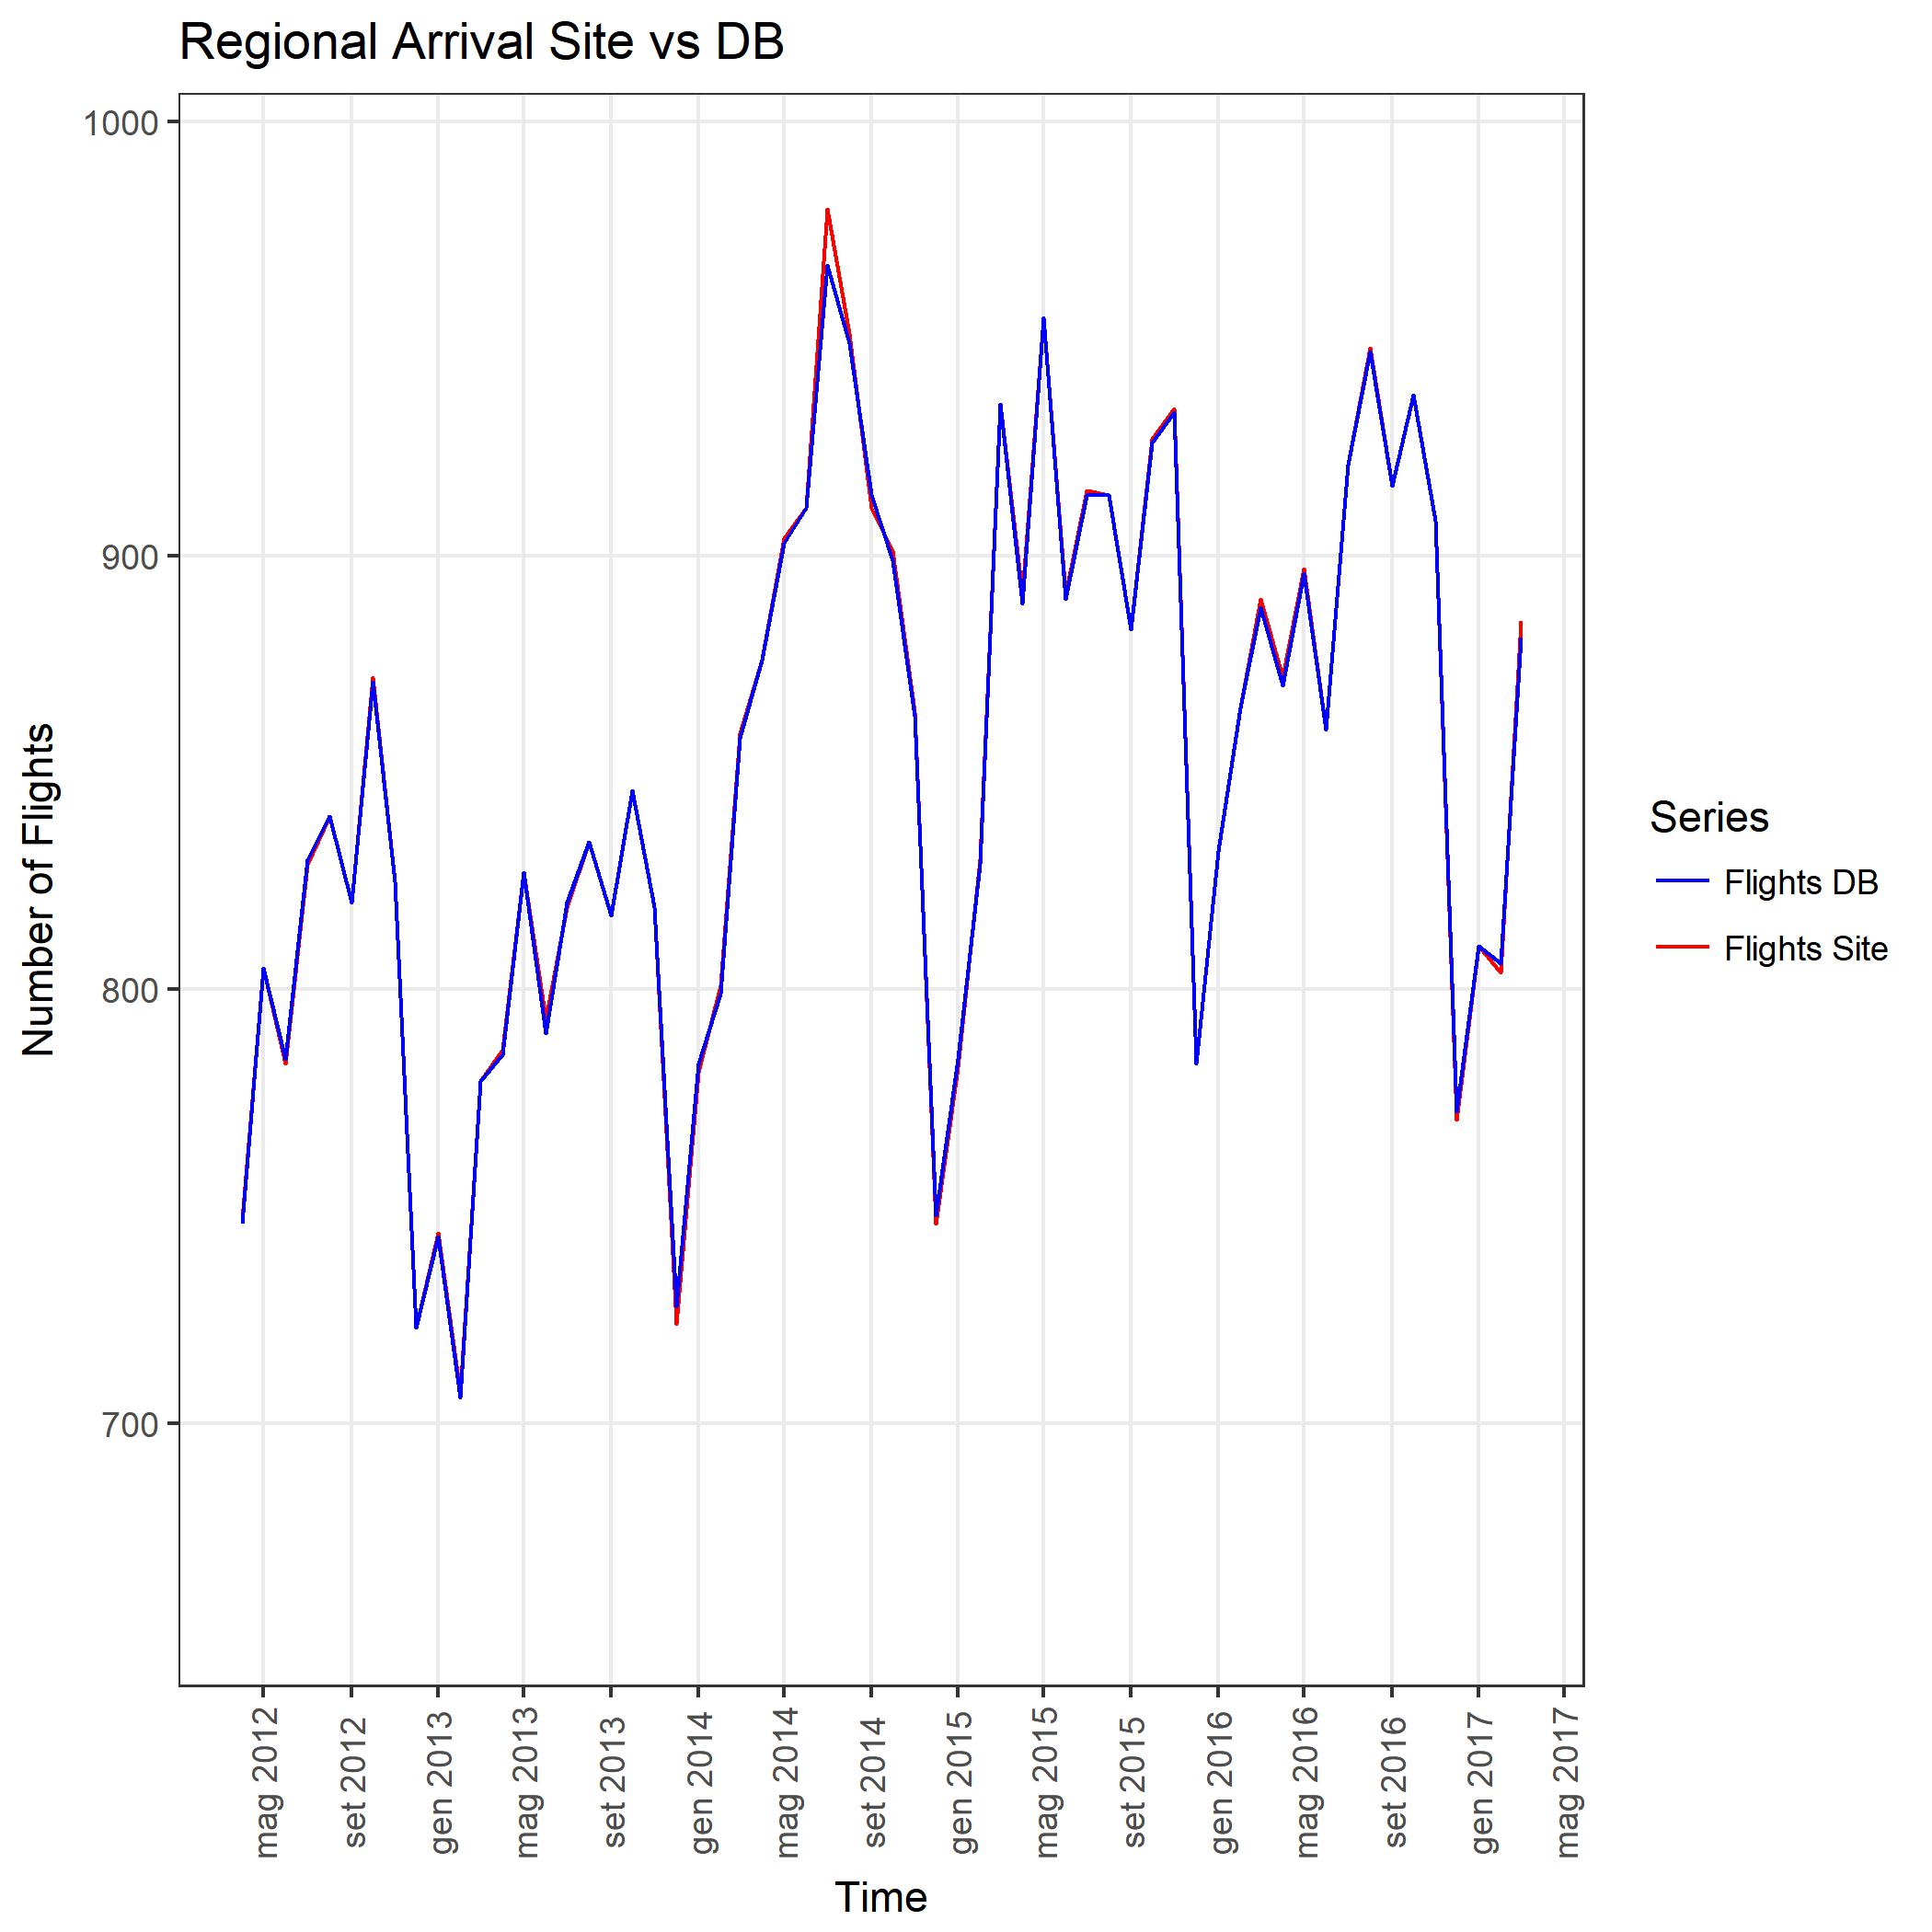 Regional Arrival Site vs DB
Number of Flights
1000
900
800
700
mag 2012
set 2012
gen 2013
mag 2013
set 2013
gen 2014
mag 2014
set 2014
gen 2015
mag 2015
set 2015
gen 2016
mag 2016
set 2016
gen 2017
mag 2017
Time
Series
Flights DB
Flights Site